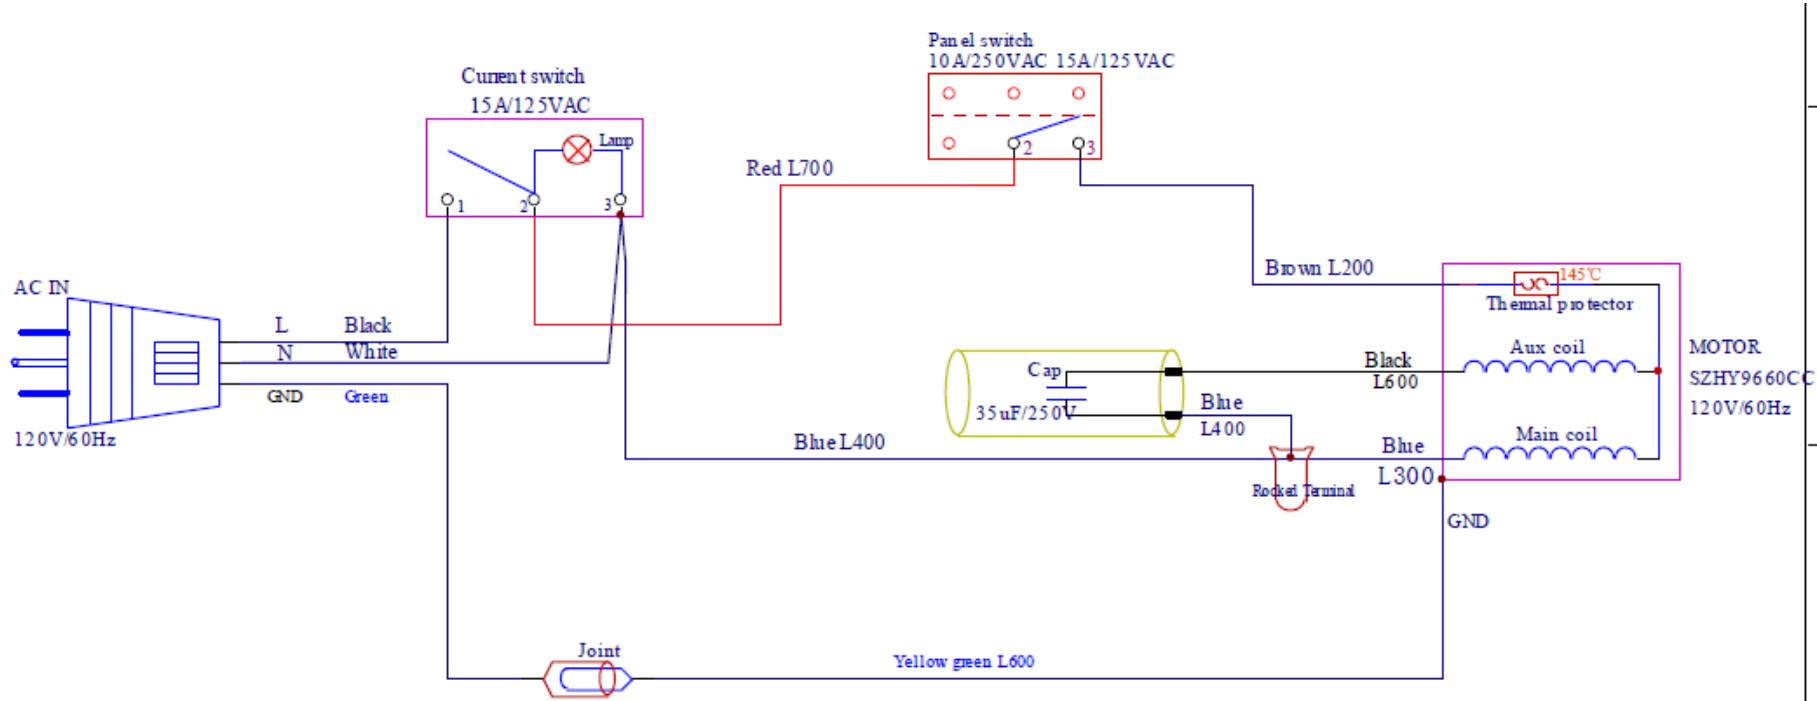 Panel switch
10A/250VAC 15A/125VAC
Current switch
15A/125VAC
Lamp
1
2
3
2
3
Red L700
Brown L200
145℃
Thermal protector
AC IN
L
Black
N
White
GND
Green
120V/60Hz
Cap
35uF/250V
Black
L600
Blue
L400
Aux coil
MOTOR
SZHY9660CC
120V/60Hz
Main coil
Blue L400
Blue
L300
Rocked Terminal
GND
Joint
Yellow green L600